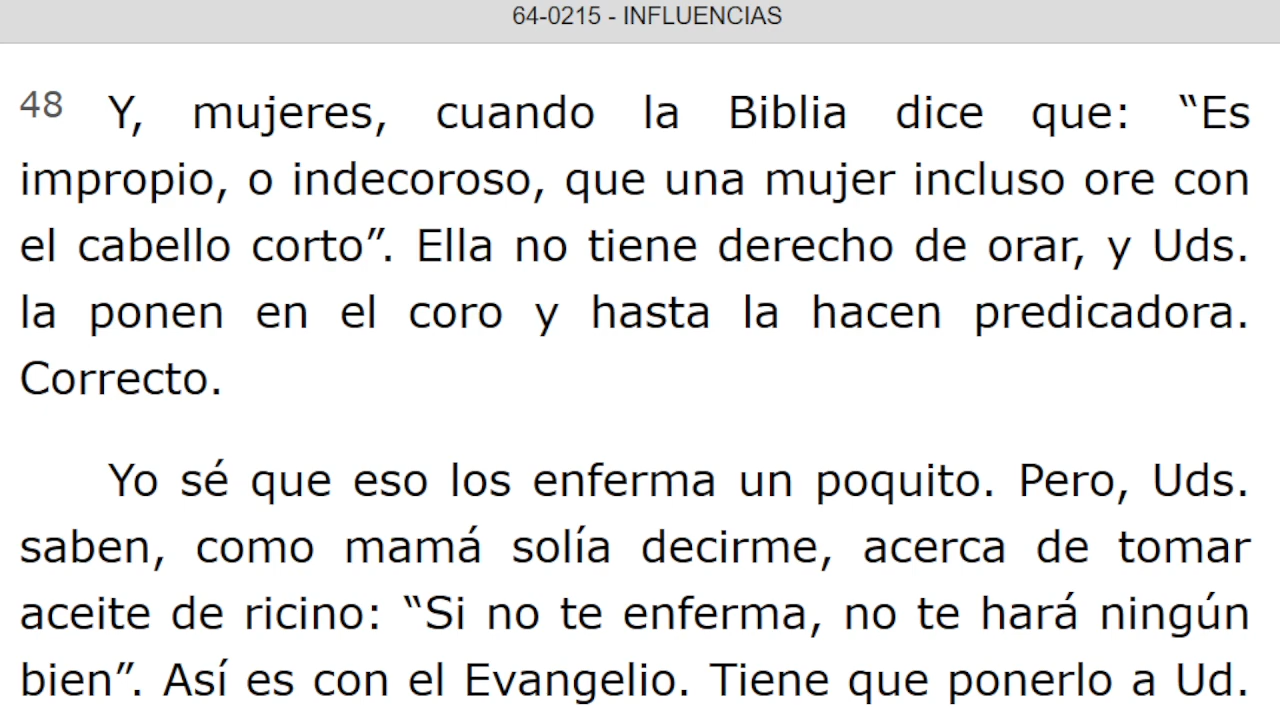 64-0215 - INFLUENCIAS
48 Y, mujeres, cuando la Biblia dice que: “Es
impropio, o indecoroso, que una mujer incluso ore con
el cabello corto”. Ella no tiene derecho de orar, y Uds.
la ponen en el coro y hasta la hacen predicadora.
Correcto.
Yo sé que eso los enferma un poquito. Pero, Uds.
saben, como mamá solía decirme, acerca de tomar
aceite de ricino: “Si no te enferma, no te hará ningún
bien”. Así es con el Evangelio. Tiene que ponerlo a Ud.